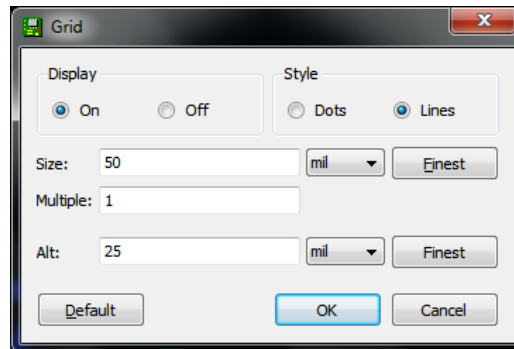 Grid
Display
Style
On Off
Dots Lines
Size: 50 mil Finest
Multiple: 1
Alt: 25 mil Finest
Default OK Cancel